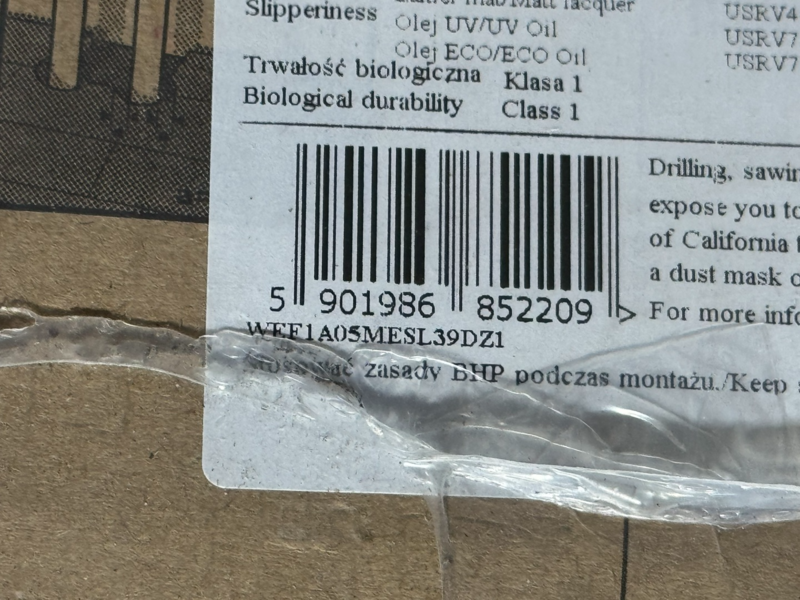 Slipperiness
Matt lacquer
USRV4
Olej UV/UV Oil
USRV7
Olej ECO/ECO Oil
USRV7
Trwałość biologiczna Klasa 1
Biological durability Class 1
5 901986 852209 >
WEF1A05MESL39DZ1
Drilling, sawin
expose you to
of California
a dust mask o
For more info
zasady BHP podczas montażu./Keep